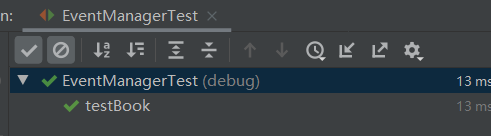 n: EventManagerTest
EventManagerTest (debug) 13 ms
testBook 13 ms